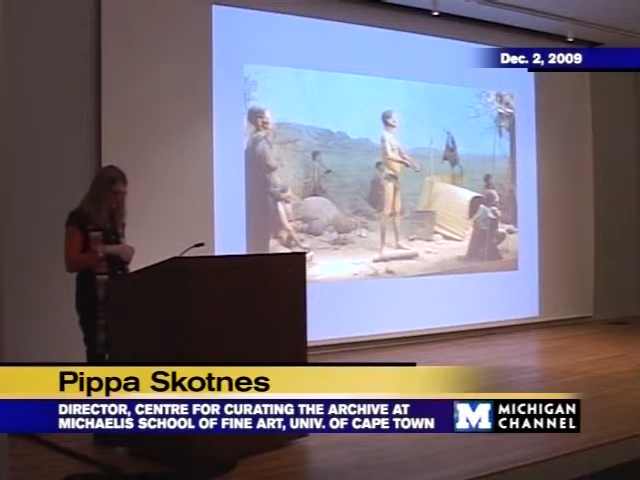 Dec. 2, 2009
Pippa Skotnes
DIRECTOR, CENTRE FOR CURATING THE ARCHIVE AT
MICHAELIS SCHOOL OF FINE ART, UNIV. OF CAPE TOWN
M MICHIGAN
CHANNEL